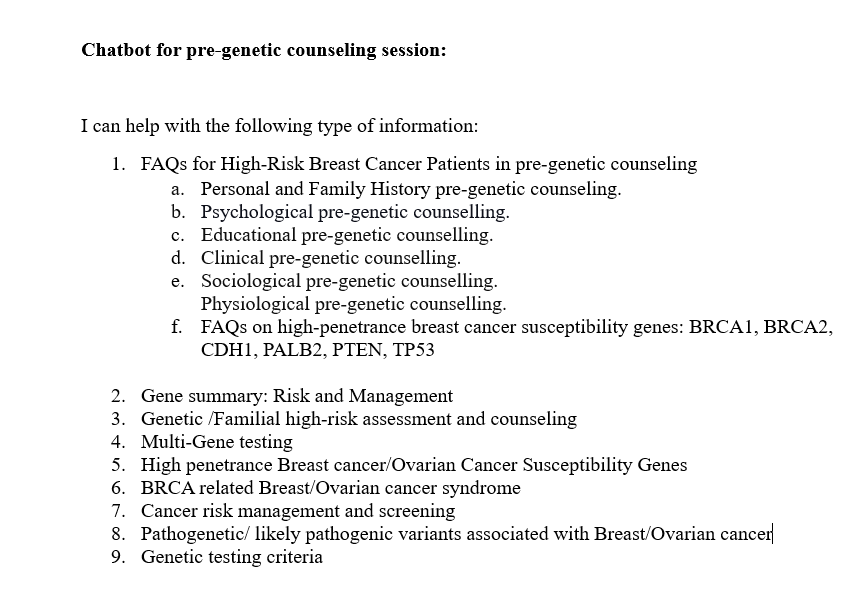 Chatbot for pre-genetic counseling session:
I can help with the following type of information:
1. FAQs for High-Risk Breast Cancer Patients in pre-genetic counseling
a. Personal and Family History pre-genetic counseling.
b. Psychological pre-genetic counselling.
c. Educational pre-genetic counselling.
d. Clinical pre-genetic counselling.
e. Sociological pre-genetic counselling.
Physiological pre-genetic counselling.
f. FAQs on high-penetrance breast cancer susceptibility genes: BRCA1, BRCA2,
CDH1, PALB2, PTEN, TP53
2. Gene summary: Risk and Management
3. Genetic /Familial high-risk assessment and counseling
4. Multi-Gene testing
5. High penetrance Breast cancer/Ovarian Cancer Susceptibility Genes
6. BRCA related Breast/Ovarian cancer syndrome
7. Cancer risk management and screening
8. Pathogenetic/ likely pathogenic variants associated with Breast/Ovarian cancer
9. Genetic testing criteria